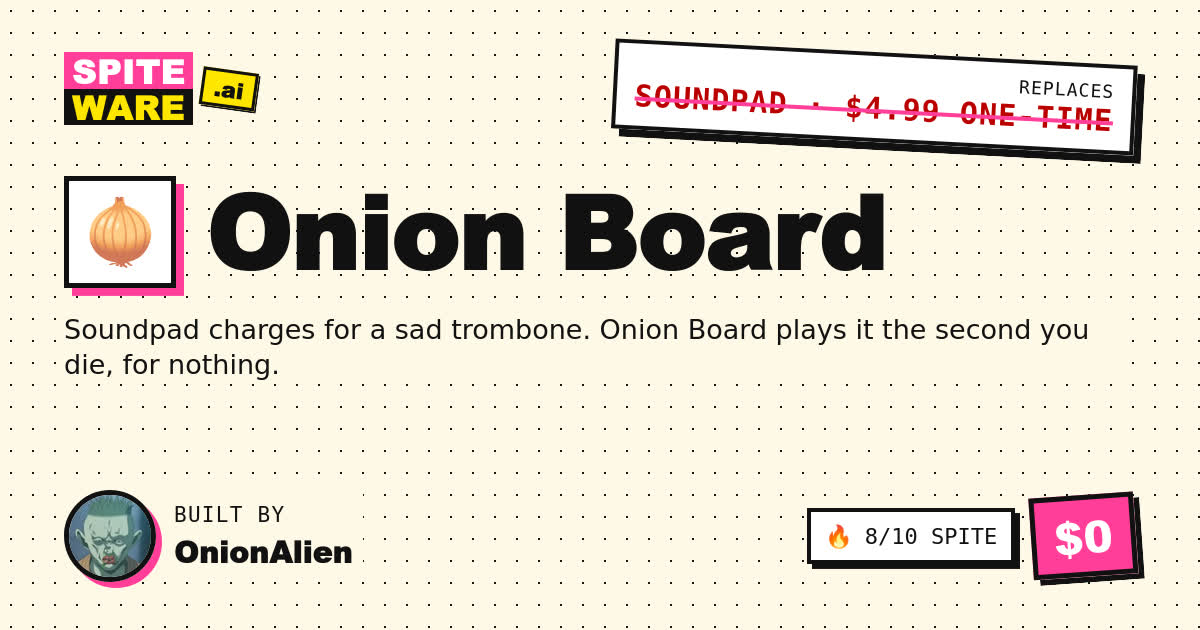 SPITE
WARE
.ai
REPLACES
SOUNDPAD · $4.99 ONE-TIME
Onion Board
Soundpad charges for a sad trombone. Onion Board plays it the second you
die, for nothing.
BUILT BY
OnionAlien
🔥 8/10 SPITE
$0